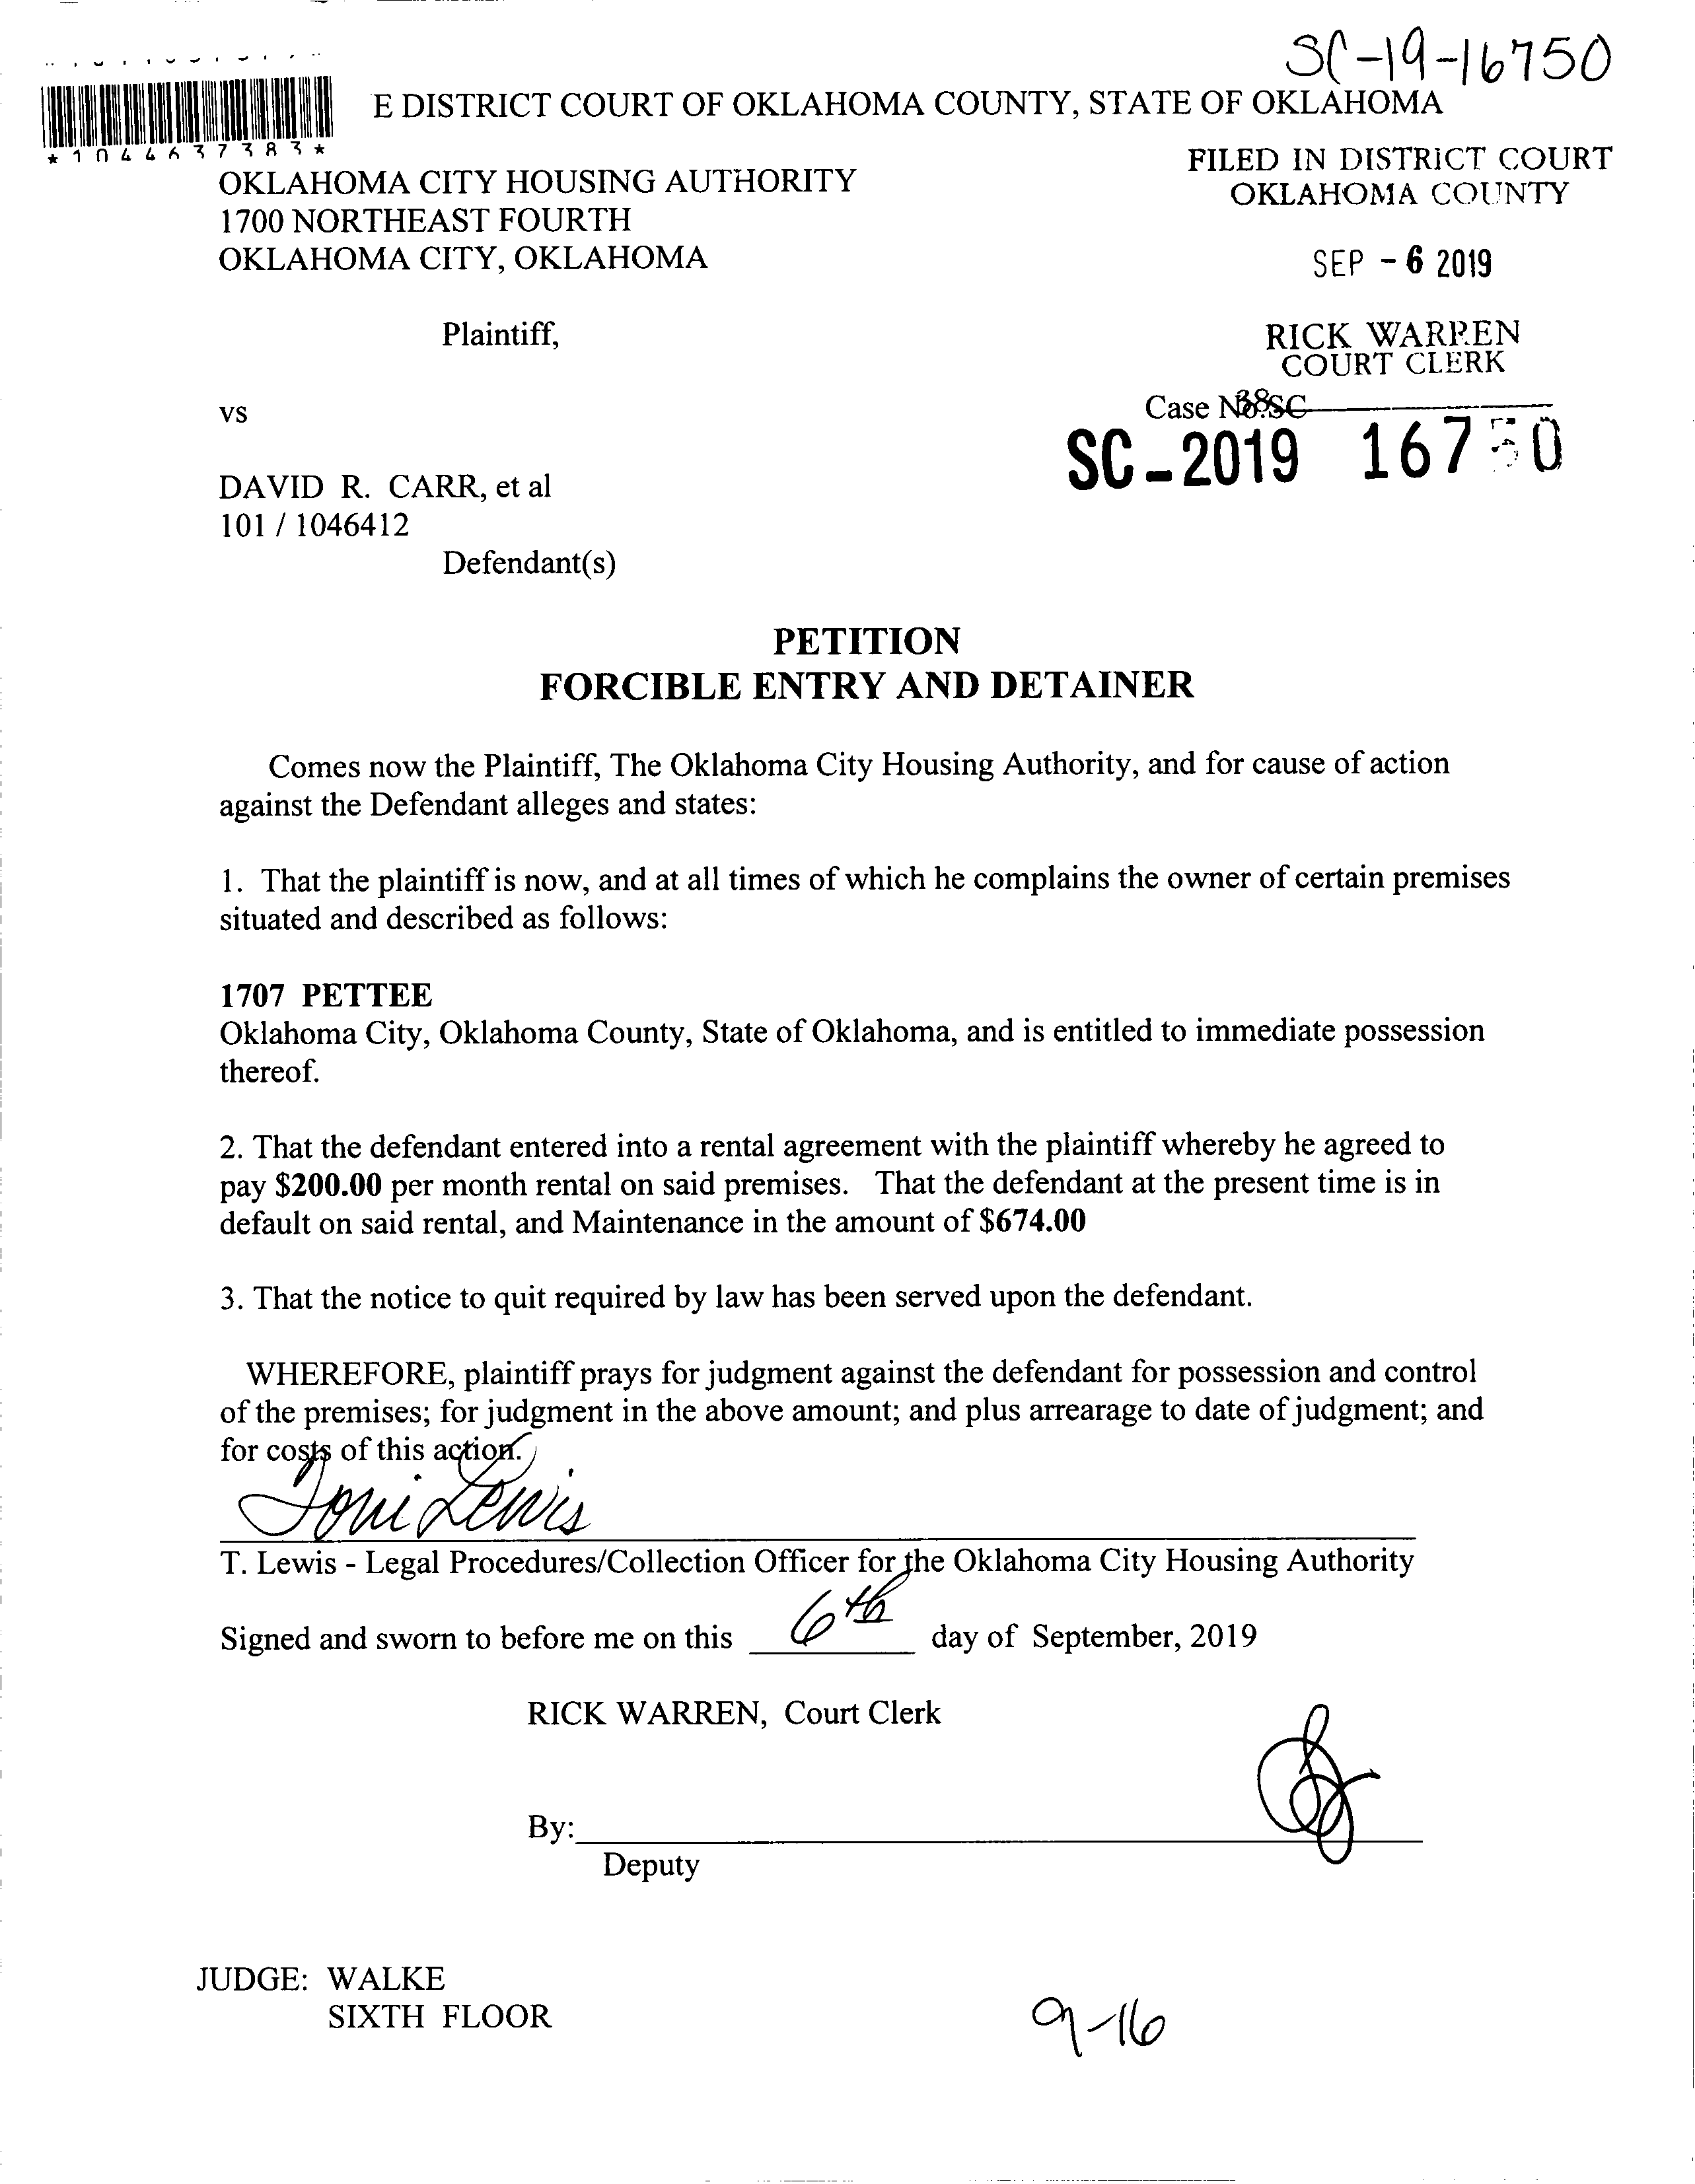 SC-19-16750
E DISTRICT COURT OF OKLAHOMA COUNTY, STATE OF OKLAHOMA
*1044637383*
FILED IN DISTRICT COURT
OKLAHOMA COUNTY
OKLAHOMA CITY HOUSING AUTHORITY
1700 NORTHEAST FOURTH
OKLAHOMA CITY, OKLAHOMA
SEP - 6 2019
Plaintiff,
RICK WARREN
COURT CLERK
vs
Case No. SC
38
SC-2019 16750
DAVID R. CARR, et al
101 / 1046412
Defendant(s)
PETITION
FORCIBLE ENTRY AND DETAINER
Comes now the Plaintiff, The Oklahoma City Housing Authority, and for cause of action
against the Defendant alleges and states:
1. That the plaintiff is now, and at all times of which he complains the owner of certain premises
situated and described as follows:
1707 PETTEE
Oklahoma City, Oklahoma County, State of Oklahoma, and is entitled to immediate possession
thereof.
2. That the defendant entered into a rental agreement with the plaintiff whereby he agreed to
pay $200.00 per month rental on said premises. That the defendant at the present time is in
default on said rental, and Maintenance in the amount of $674.00
3. That the notice to quit required by law has been served upon the defendant.
WHEREFORE, plaintiff prays for judgment against the defendant for possession and control
of the premises; for judgment in the above amount; and plus arrearage to date of judgment; and
for costs of this action.
Toni Lewis
T. Lewis - Legal Procedures/Collection Officer for the Oklahoma City Housing Authority
Signed and sworn to before me on this 6th day of September, 2019
RICK WARREN, Court Clerk
By:
Deputy
JUDGE: WALKE
SIXTH FLOOR
9-16